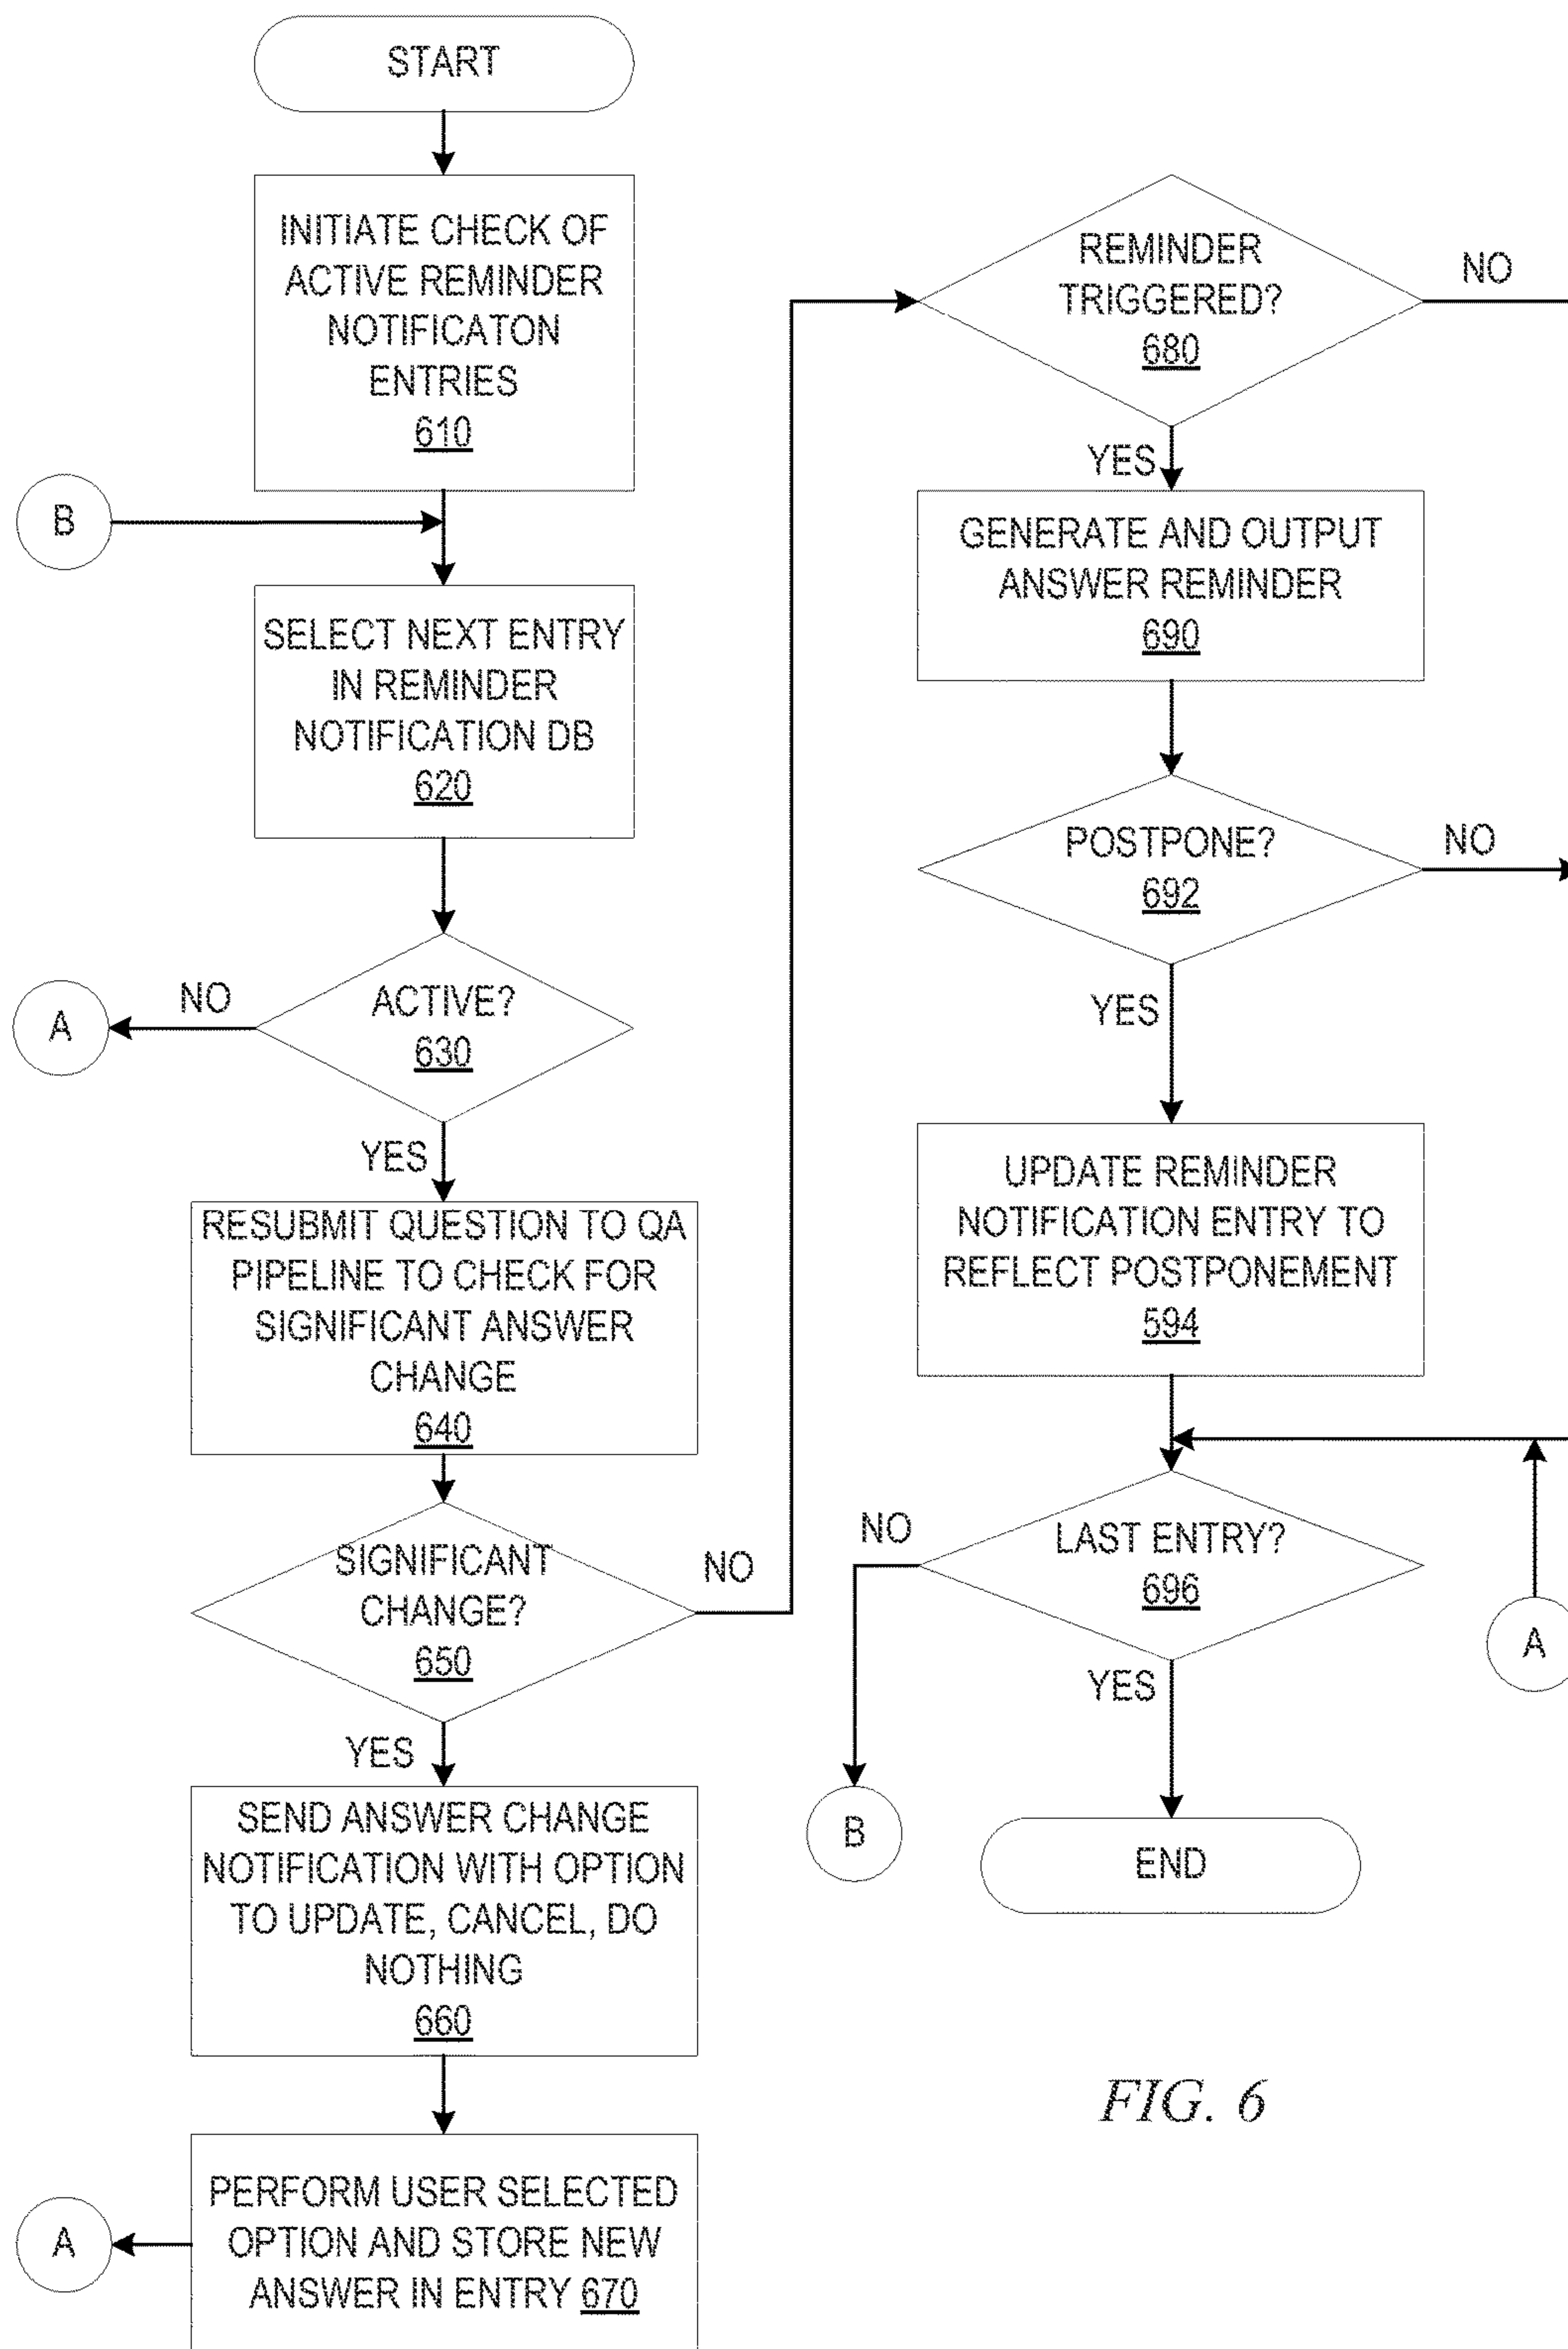 START
INITIATE CHECK OF
ACTIVE REMINDER
NOTIFICATON
ENTRIES
610
B
SELECT NEXT ENTRY
IN REMINDER
NOTIFICATION DB
620
ACTIVE?
630
NO
A
YES
RESUBMIT QUESTION TO QA
PIPELINE TO CHECK FOR
SIGNIFICANT ANSWER
CHANGE
640
SIGNIFICANT
CHANGE?
650
NO
YES
SEND ANSWER CHANGE
NOTIFICATION WITH OPTION
TO UPDATE, CANCEL, DO
NOTHING
660
PERFORM USER SELECTED
OPTION AND STORE NEW
ANSWER IN ENTRY 670
A
REMINDER
TRIGGERED?
680
NO
YES
GENERATE AND OUTPUT
ANSWER REMINDER
690
POSTPONE?
692
NO
YES
UPDATE REMINDER
NOTIFICATION ENTRY TO
REFLECT POSTPONEMENT
594
LAST ENTRY?
696
NO
A
YES
B
END
FIG. 6